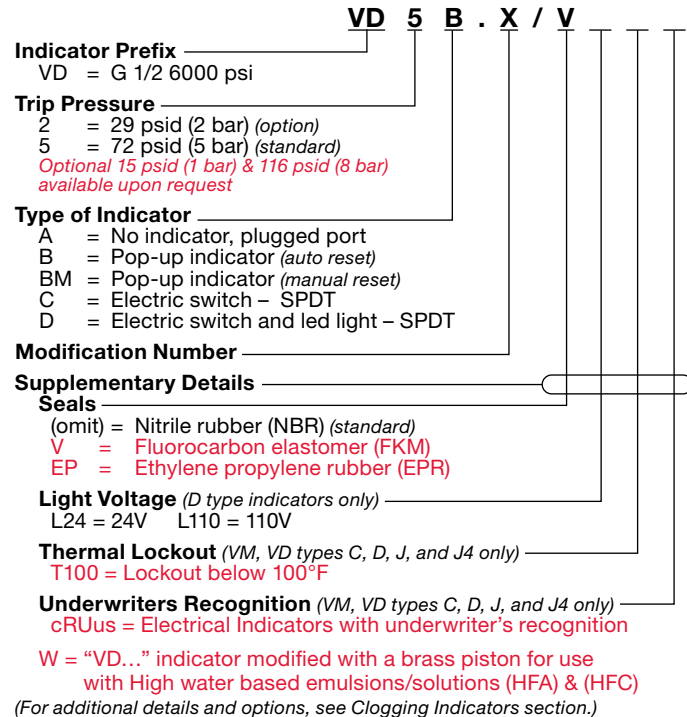 VD 5 B . X / V
Indicator Prefix
VD = G 1/2 6000 psi
Trip Pressure
2 = 29 psid (2 bar) (option)
5 = 72 psid (5 bar) (standard)
Optional 15 psid (1 bar) & 116 psid (8 bar)
available upon request
Type of Indicator
A = No indicator, plugged port
B = Pop-up indicator (auto reset)
BM = Pop-up indicator (manual reset)
C = Electric switch – SPDT
D = Electric switch and led light – SPDT
Modification Number
Supplementary Details
Seals
(omit) = Nitrile rubber (NBR) (standard)
V = Fluorocarbon elastomer (FKM)
EP = Ethylene propylene rubber (EPR)
Light Voltage (D type indicators only)
L24 = 24V L110 = 110V
Thermal Lockout (VM, VD types C, D, J, and J4 only)
T100 = Lockout below 100°F
Underwriters Recognition (VM, VD types C, D, J, and J4 only)
cRUus = Electrical Indicators with underwriter's recognition
W = “VD…” indicator modified with a brass piston for use
with High water based emulsions/solutions (HFA) & (HFC)
(For additional details and options, see Clogging Indicators section.)